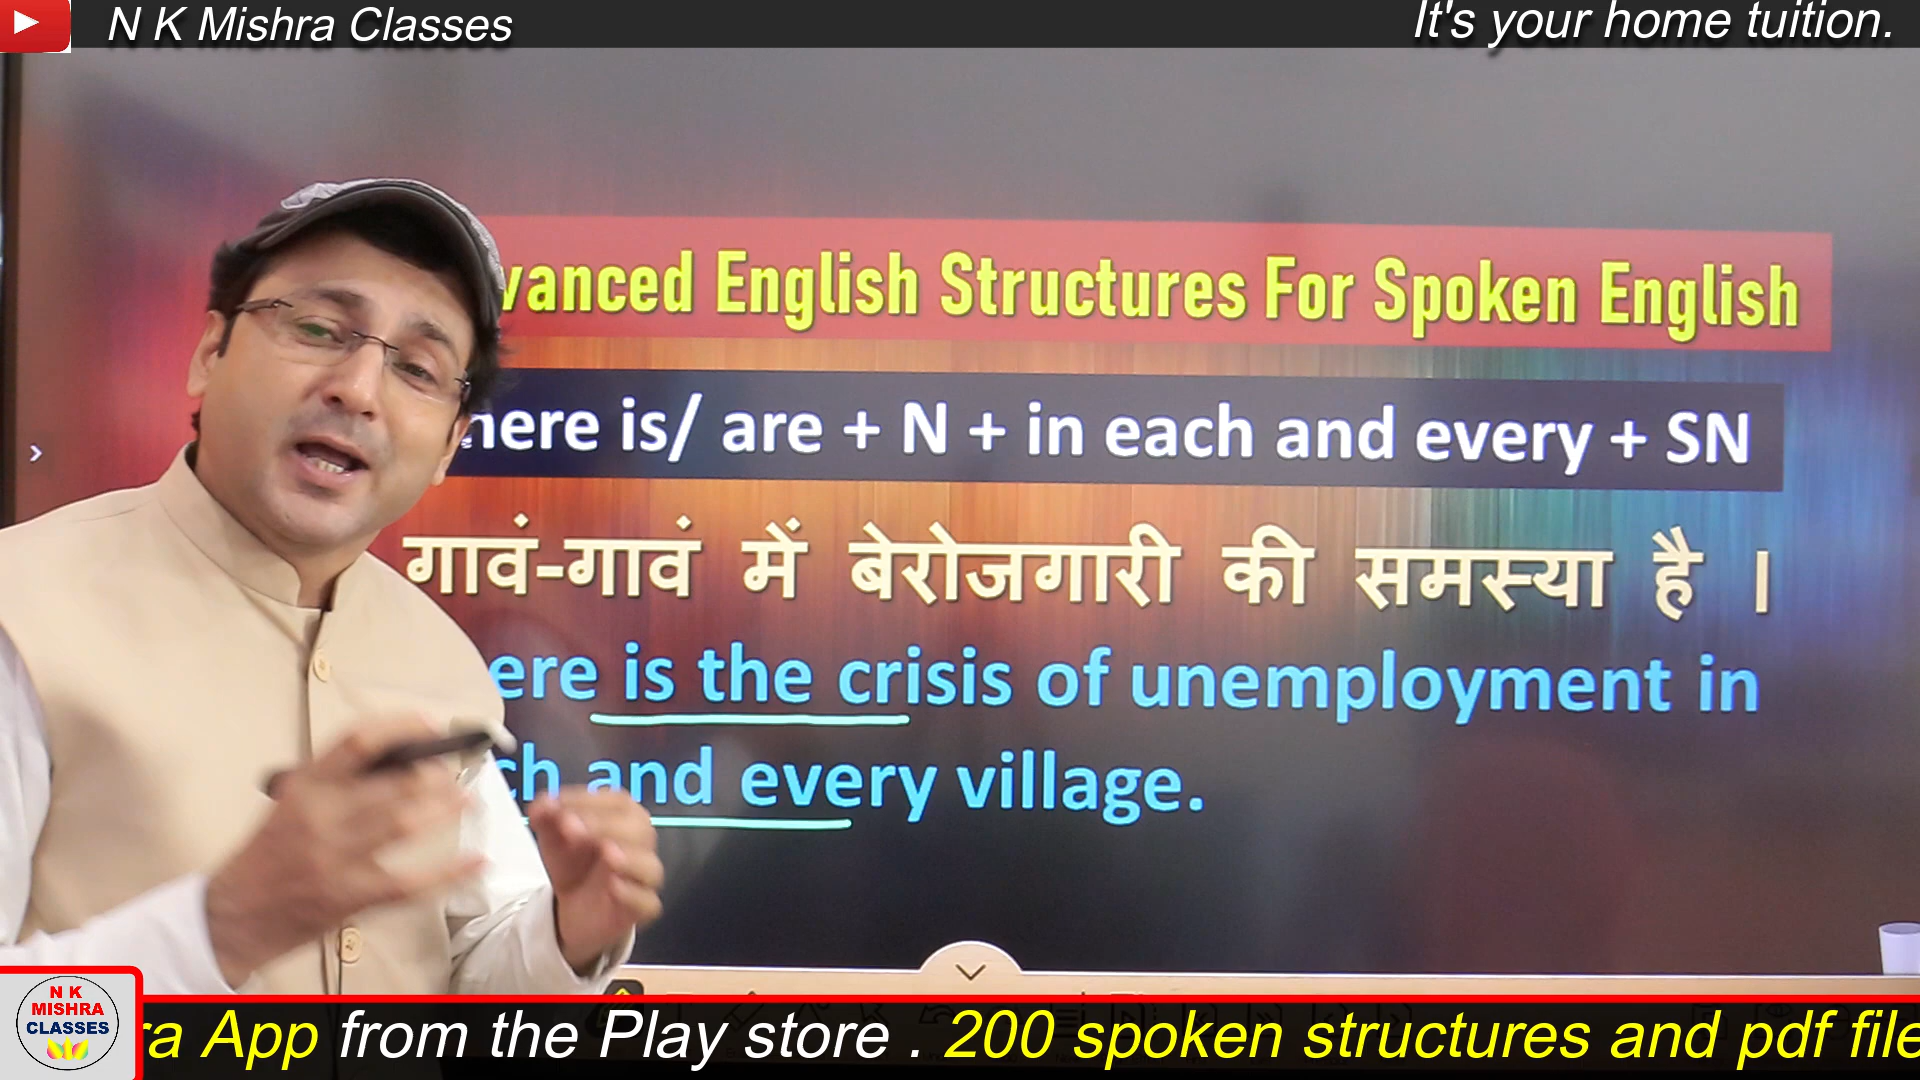 N K Mishra Classes
It's your home tuition.
vanced English Structures For Spoken English
here is/ are + N + in each and every + SN
गावं-गावं में बेरोजगारी की समस्या है ।
ere is the crisis of unemployment in
ch and every village.
N K
MISHRA
CLASSES
ra App from the Play store . 200 spoken structures and pdf file